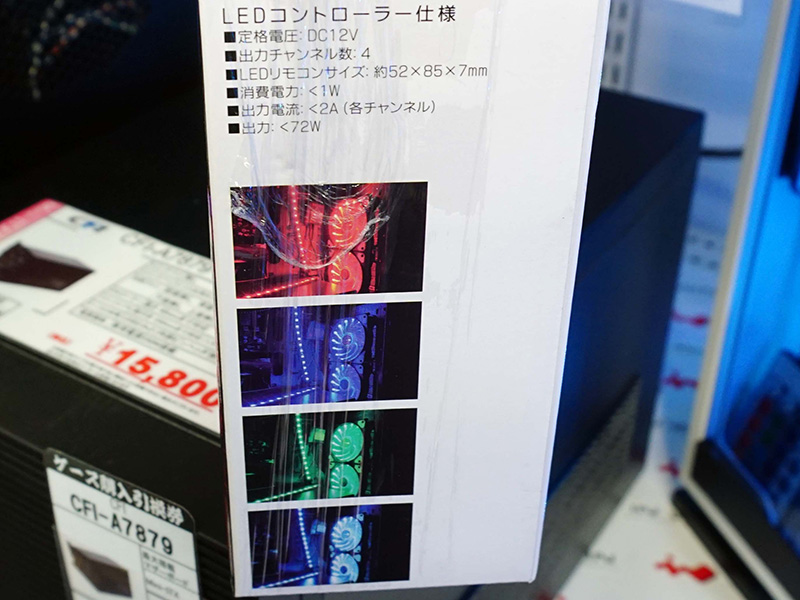 LEDコントローラー仕様
■定格電圧: DC12V
■出力チャンネル数: 4
■LEDリモコンサイズ: 約52×85×7mm
■消費電力: <1W
■出力電流: <2A (各チャンネル)
■出力: <72W
CFI
CFI-A7879
¥15,800
ケース購入引換券
CFI-A7879